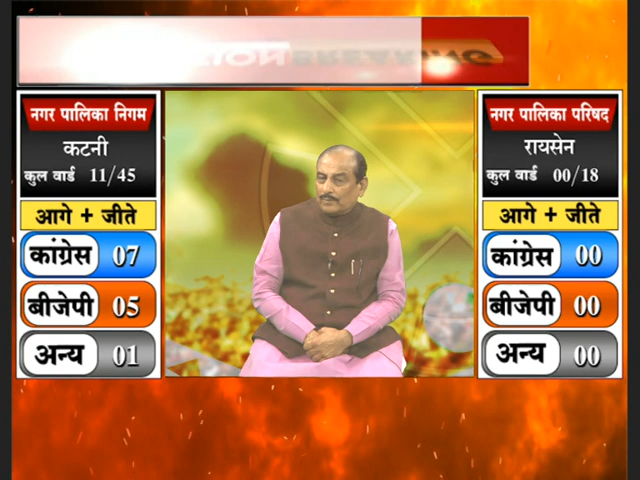 नगर पालिका निगम
कटनी
कुल वार्ड 11/45
आगे + जीते
कांग्रेस 07
बीजेपी 05
अन्य 01
नगर पालिका परिषद
रायसेन
कुल वार्ड 00/18
आगे + जीते
कांग्रेस 00
बीजेपी 00
अन्य 00